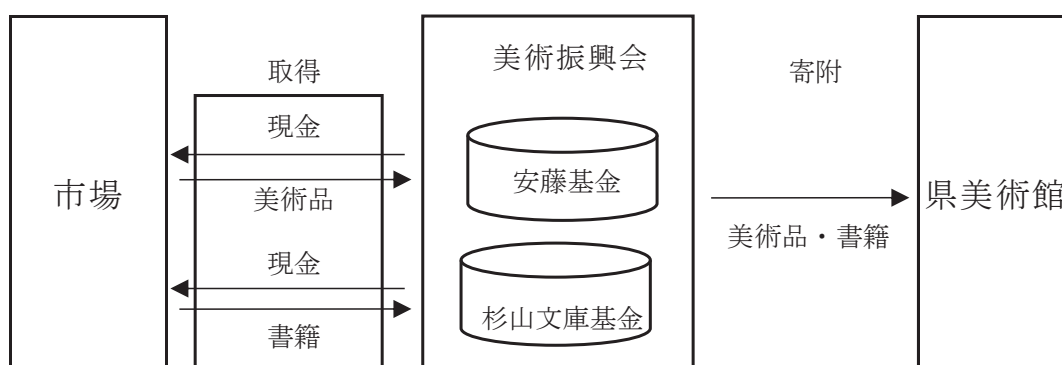 美術振興会
取得
寄附
現金
市場
美術品
安藤基金
県美術館
美術品・書籍
現金
杉山文庫基金
書籍